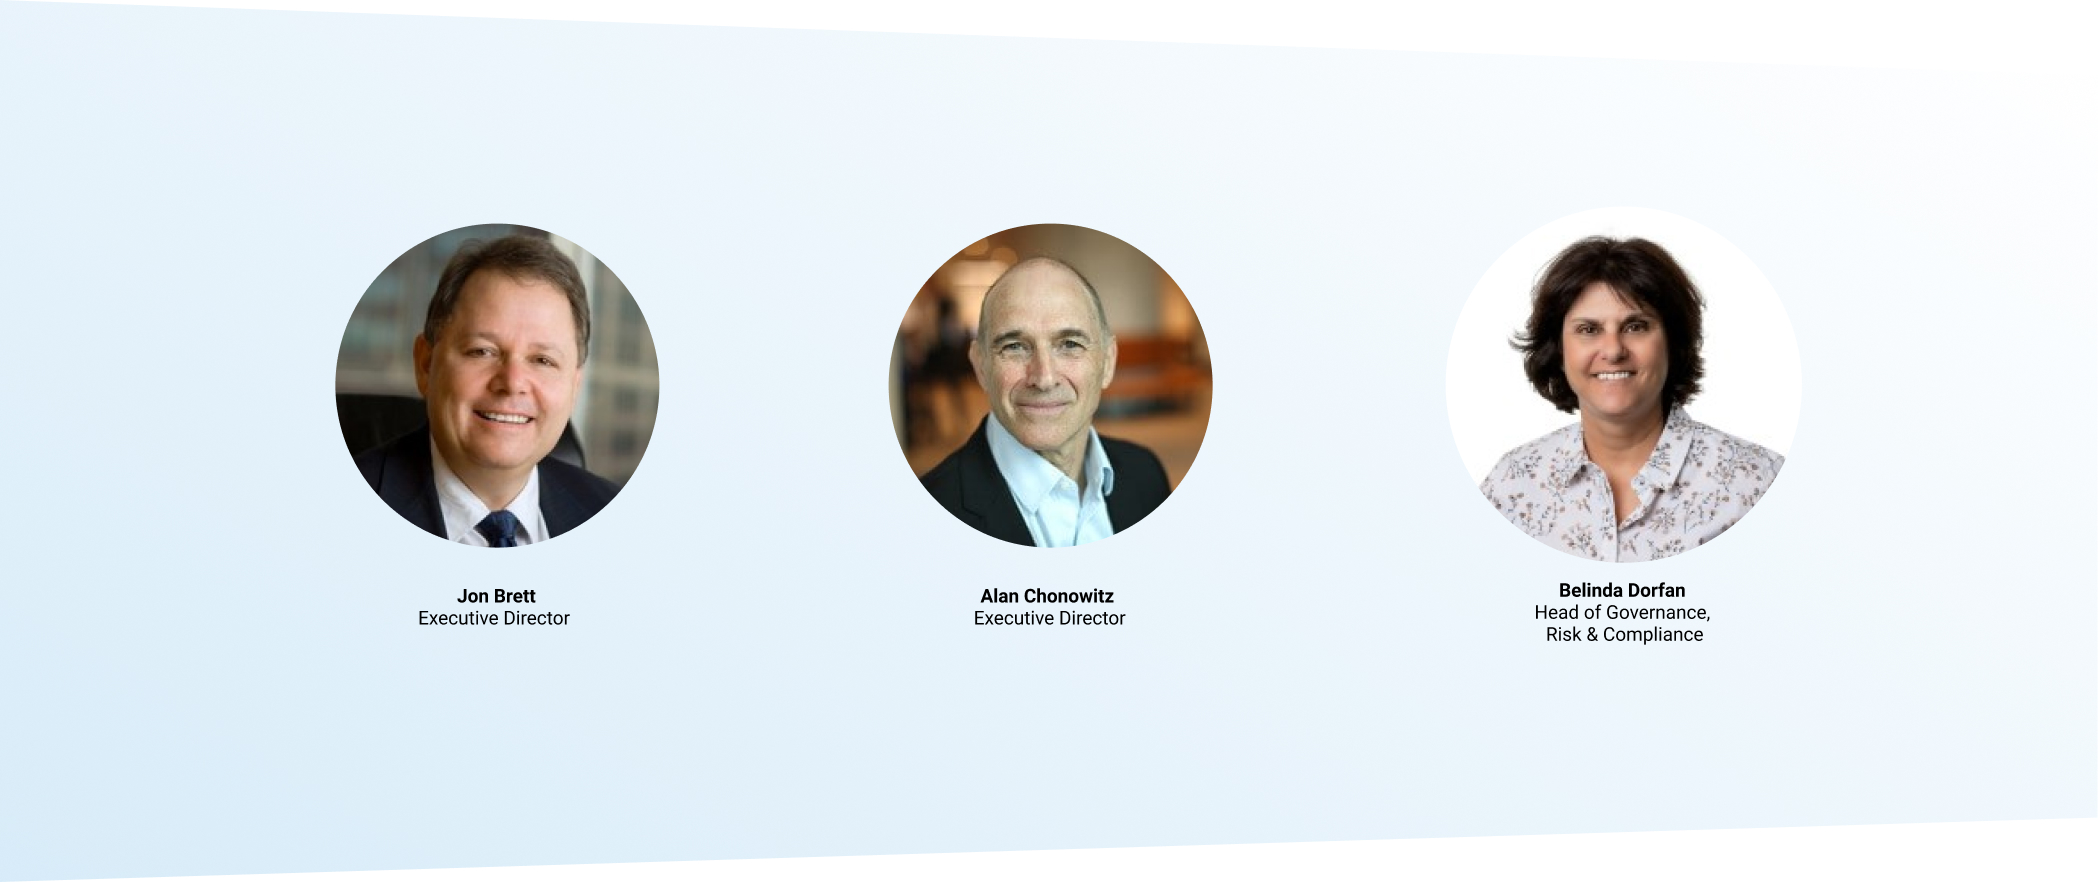 Jon Brett
Executive Director
Alan Chonowitz
Executive Director
Belinda Dorfan
Head of Governance,
Risk & Compliance